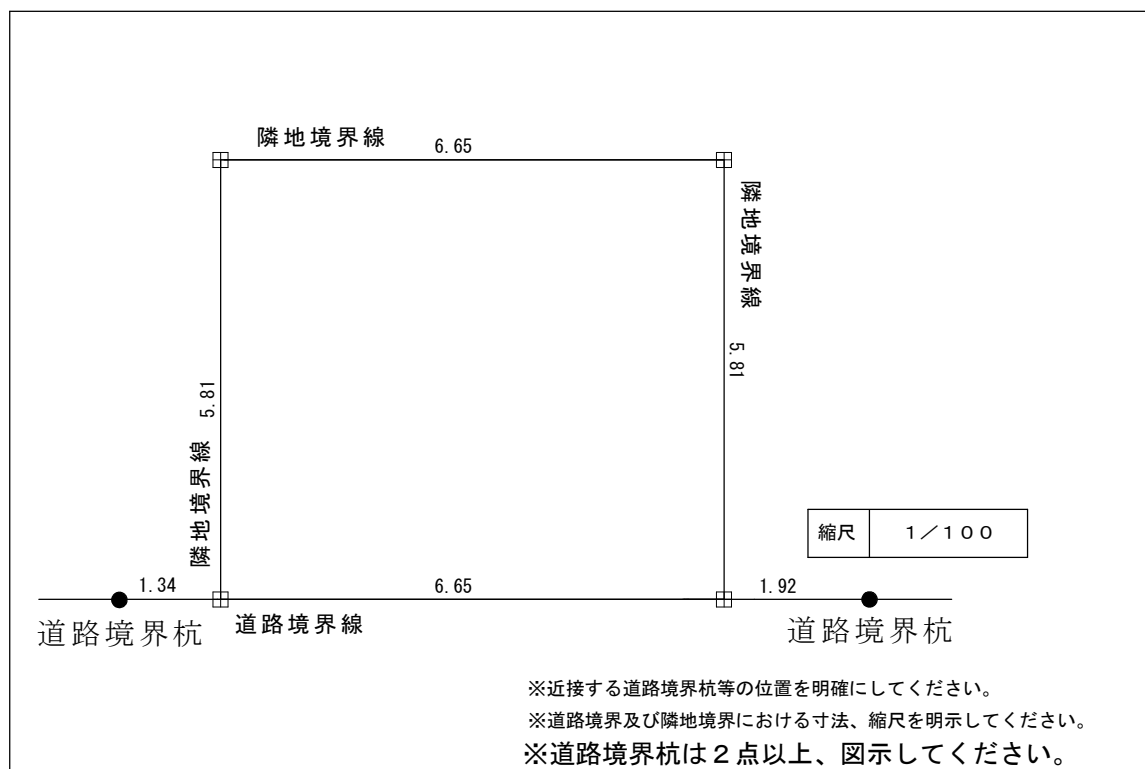 隣地境界線
6.65
隣地境界線
5.81
5.81
隣地境界線
縮尺 1／100
1.34
6.65
1.92
道路境界杭
道路境界線
道路境界杭
※近接する道路境界杭等の位置を明確にしてください。
※道路境界及び隣地境界における寸法、縮尺を明示してください。
※道路境界杭は２点以上、図示してください。